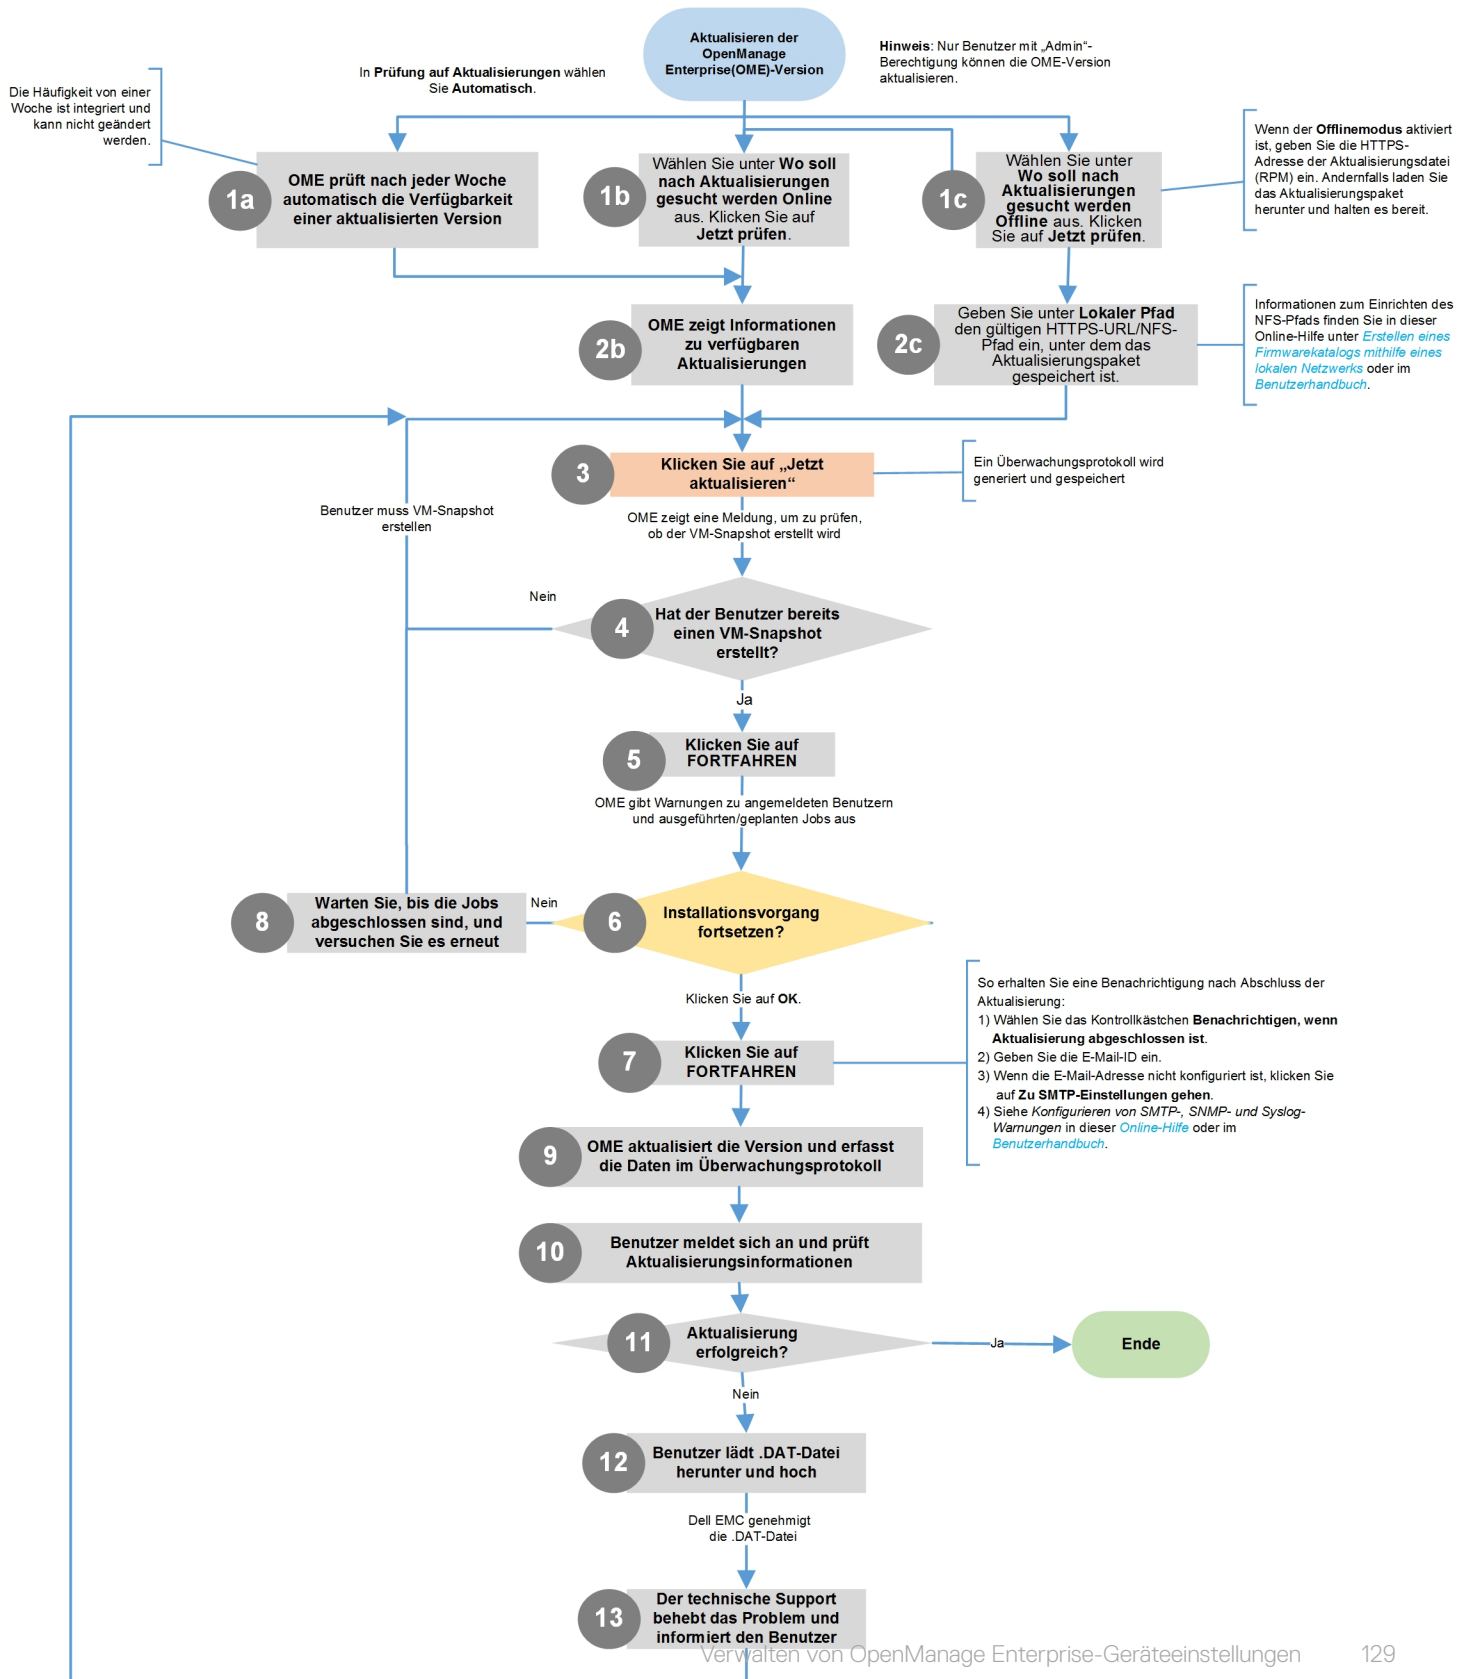 Aktualisieren der
OpenManage
Enterprise(OME)-Version
Hinweis: Nur Benutzer mit „Admin“-
Berechtigung können die OME-Version
aktualisieren.
In Prüfung auf Aktualisierungen wählen
Sie Automatisch.
Die Häufigkeit von einer
Woche ist integriert und
kann nicht geändert
werden.
1a
OME prüft nach jeder Woche
automatisch die Verfügbarkeit
einer aktualisierten Version
1b
Wählen Sie unter Wo soll
nach Aktualisierungen
gesucht werden Online
aus. Klicken Sie auf
Jetzt prüfen.
1c
Wählen Sie unter
Wo soll nach
Aktualisierungen
gesucht werden
Offline aus. Klicken
Sie auf Jetzt prüfen.
Wenn der Offlinemodus aktiviert
ist, geben Sie die HTTPS-
Adresse der Aktualisierungsdatei
(RPM) ein. Andernfalls laden Sie
das Aktualisierungspaket
herunter und halten es bereit.
2b
OME zeigt Informationen
zu verfügbaren
Aktualisierungen
2c
Geben Sie unter Lokaler Pfad
den gültigen HTTPS-URL/NFS-
Pfad ein, unter dem das
Aktualisierungspaket
gespeichert ist.
Informationen zum Einrichten des
NFS-Pfads finden Sie in dieser
Online-Hilfe unter Erstellen eines
Firmwarekatalogs mithilfe eines
lokalen Netzwerks oder im
Benutzerhandbuch.
3
Klicken Sie auf „Jetzt
aktualisieren“
Ein Überwachungsprotokoll wird
generiert und gespeichert
Benutzer muss VM-Snapshot
erstellen
OME zeigt eine Meldung, um zu prüfen,
ob der VM-Snapshot erstellt wird
Nein
4
Hat der Benutzer bereits
einen VM-Snapshot
erstellt?
Ja
5
Klicken Sie auf
FORTFAHREN
OME gibt Warnungen zu angemeldeten Benutzern
und ausgeführten/geplanten Jobs aus
8
Warten Sie, bis die Jobs
abgeschlossen sind, und
versuchen Sie es erneut
Nein
6
Installationsvorgang
fortsetzen?
Klicken Sie auf OK.
7
Klicken Sie auf
FORTFAHREN
So erhalten Sie eine Benachrichtigung nach Abschluss der
Aktualisierung:
1) Wählen Sie das Kontrollkästchen Benachrichtigen, wenn
Aktualisierung abgeschlossen ist.
2) Geben Sie die E-Mail-ID ein.
3) Wenn die E-Mail-Adresse nicht konfiguriert ist, klicken Sie
auf Zu SMTP-Einstellungen gehen.
4) Siehe Konfigurieren von SMTP-, SNMP- und Syslog-
Warnungen in dieser Online-Hilfe oder im
Benutzerhandbuch.
9
OME aktualisiert die Version und erfasst
die Daten im Überwachungsprotokoll
10
Benutzer meldet sich an und prüft
Aktualisierungsinformationen
11
Aktualisierung
erfolgreich?
Ja
Ende
Nein
12
Benutzer lädt .DAT-Datei
herunter und hoch
Dell EMC genehmigt
die .DAT-Datei
13
Der technische Support
behebt das Problem und
informiert den Benutzer
Verwalten von OpenManage Enterprise-Geräteeinstellungen 129